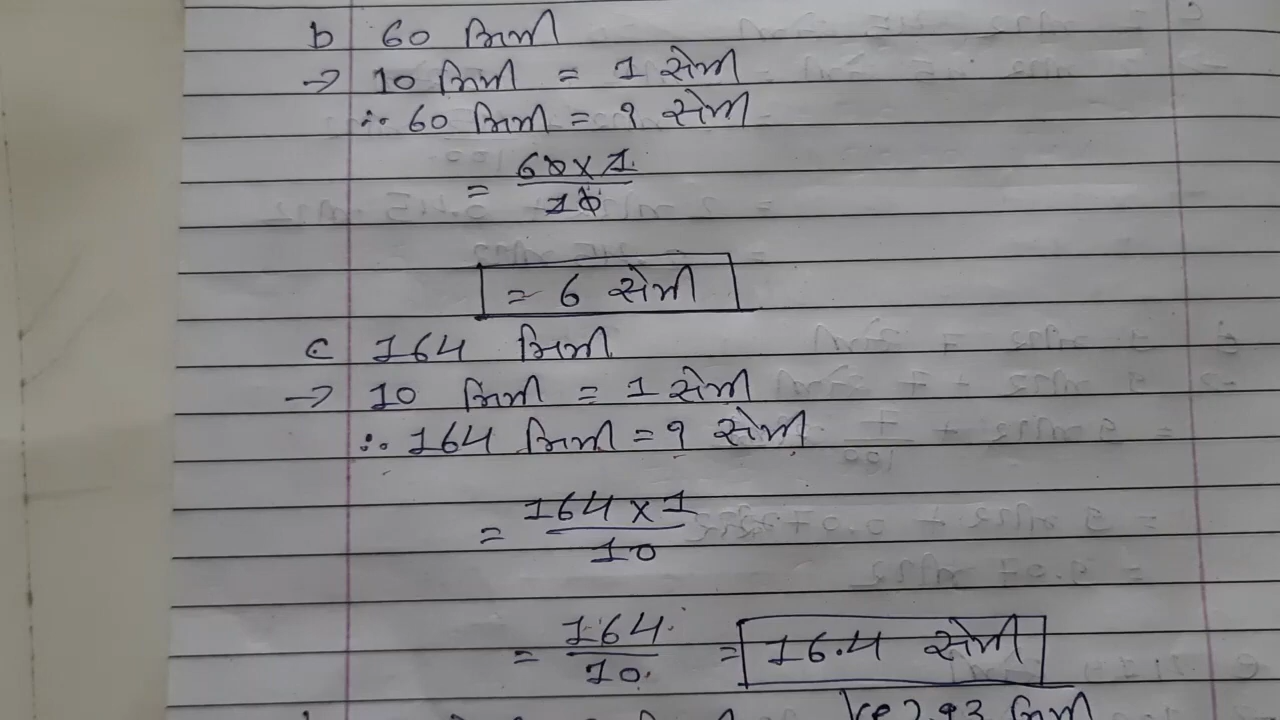 b 60 મિમી
→ 10 મિમી = 1 સેમી
∴ 60 મિમી = ? સેમી
= 60 × 1 / 10
= 6 સેમી
c 164 મિમી
→ 10 મિમી = 1 સેમી
∴ 164 મિમી = ? સેમી
= 164 × 1 / 10
= 164 / 10 = 16.4 સેમી
મિમી